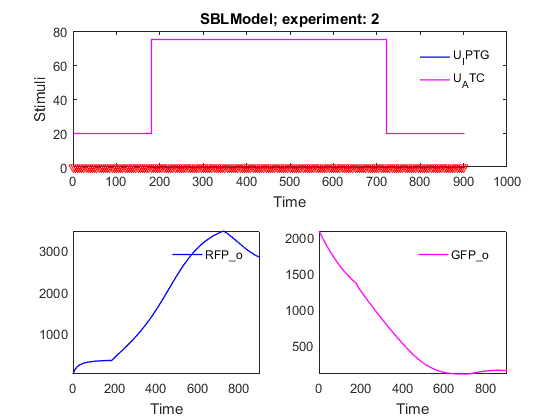 SBLModel; experiment: 2
80
60
40
20
0
Stimuli
U_IPTG
U_ATC
0 100 200 300 400 500 600 700 800 900 1000
Time
3000
2000
1000
RFP_o
0 200 400 600 800
Time
2000
1500
1000
500
GFP_o
0 200 400 600 800
Time